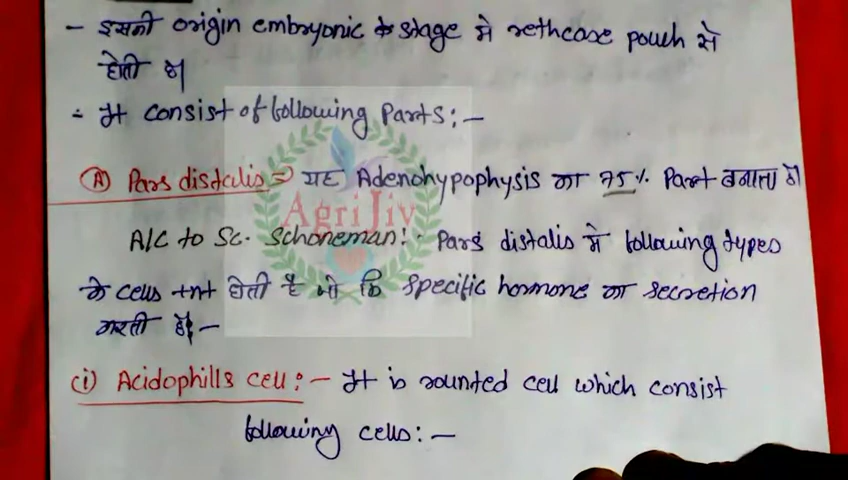 - इसकी origin embryonic के stage मे rethcase pouch से
होती है।
- It consist of following Parts:-
(A) Pars distalis => यह Adenohypophysis का 75% Part बनाता है।
AgriJiv
A/C to Sc. Schoneman:- Pars distalis मे following types
के cells +nt होती है जो कि specific hormone का secretion
करती है:-
(i) Acidophills cell:- It is rounded cell which consist
following cells:-